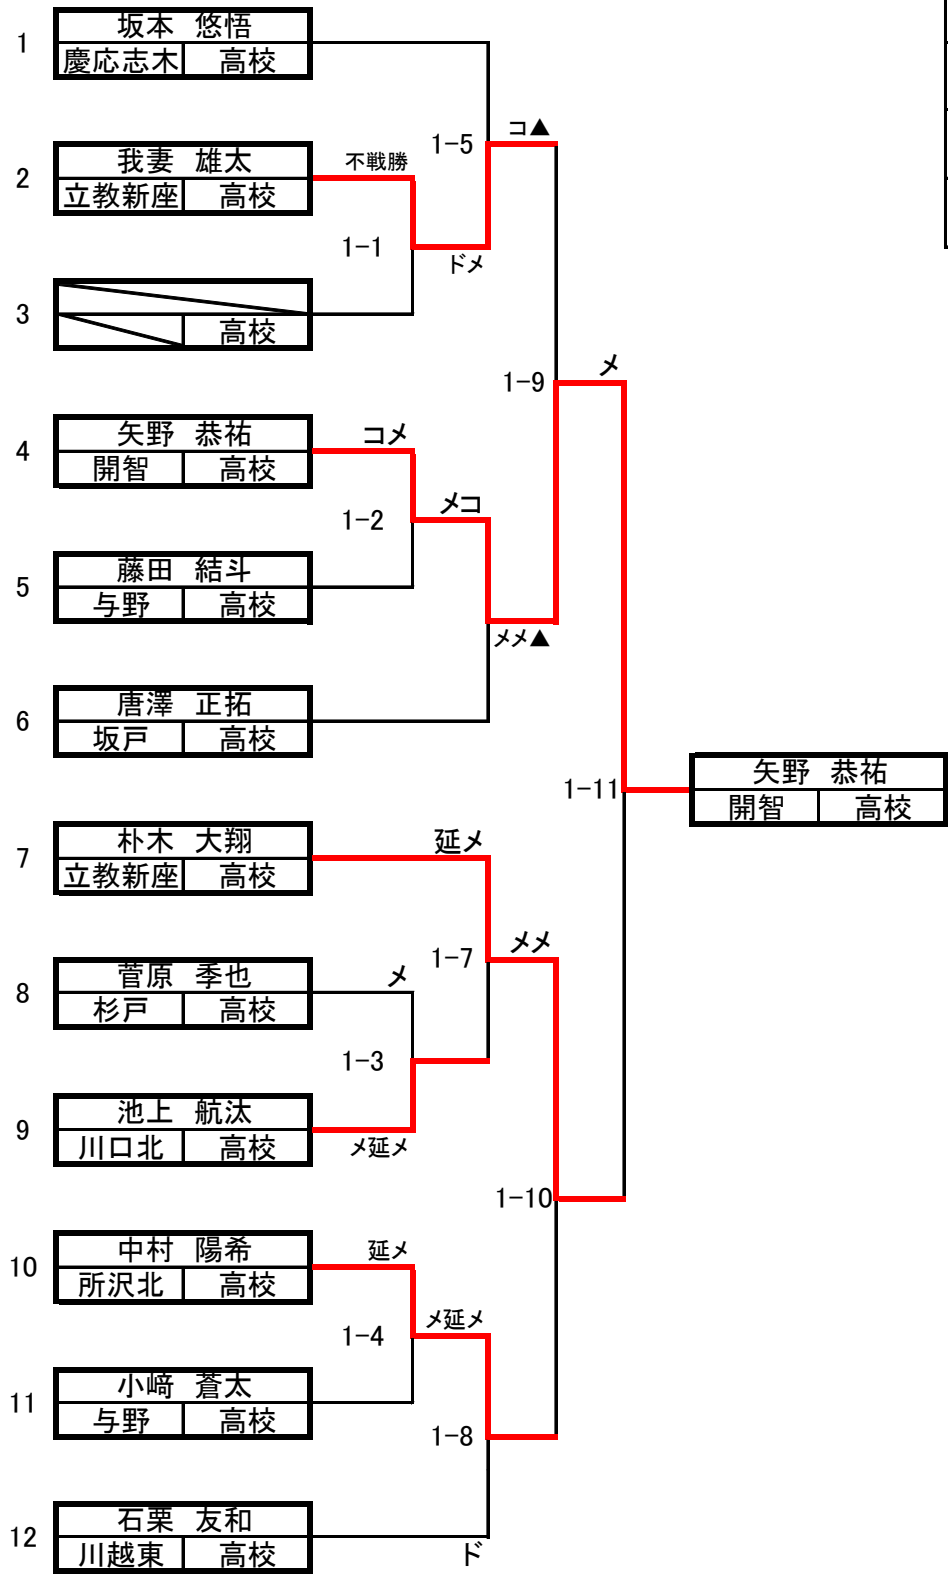 1
坂本 悠悟
慶応志木 高校
1-5
コ▲
2
我妻 雄太
立教新座 高校
不戦勝
1-1
ドメ
3
高校
1-9
メ
4
矢野 恭祐
開智 高校
コメ
1-2
メコ
5
藤田 結斗
与野 高校
メメ▲
6
唐澤 正拓
坂戸 高校
1-11
矢野 恭祐
開智 高校
7
朴木 大翔
立教新座 高校
延メ
1-7
メメ
8
菅原 季也
杉戸 高校
メ
1-3
9
池上 航汰
川口北 高校
メ延メ
1-10
10
中村 陽希
所沢北 高校
延メ
1-4
メ延メ
11
小﨑 蒼太
与野 高校
1-8
12
石栗 友和
川越東 高校
ド